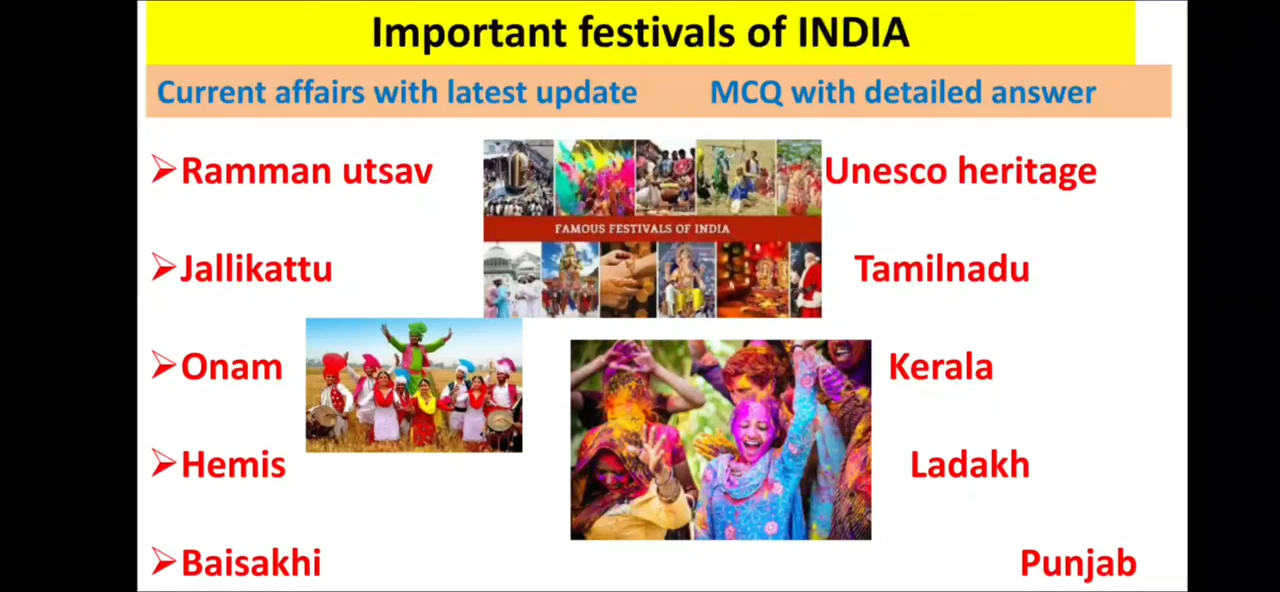 Important festivals of INDIA
Current affairs with latest update MCQ with detailed answer
➢Ramman utsav Unesco heritage
FAMOUS FESTIVALS OF INDIA
➢Jallikattu Tamilnadu
➢Onam Kerala
➢Hemis Ladakh
➢Baisakhi Punjab